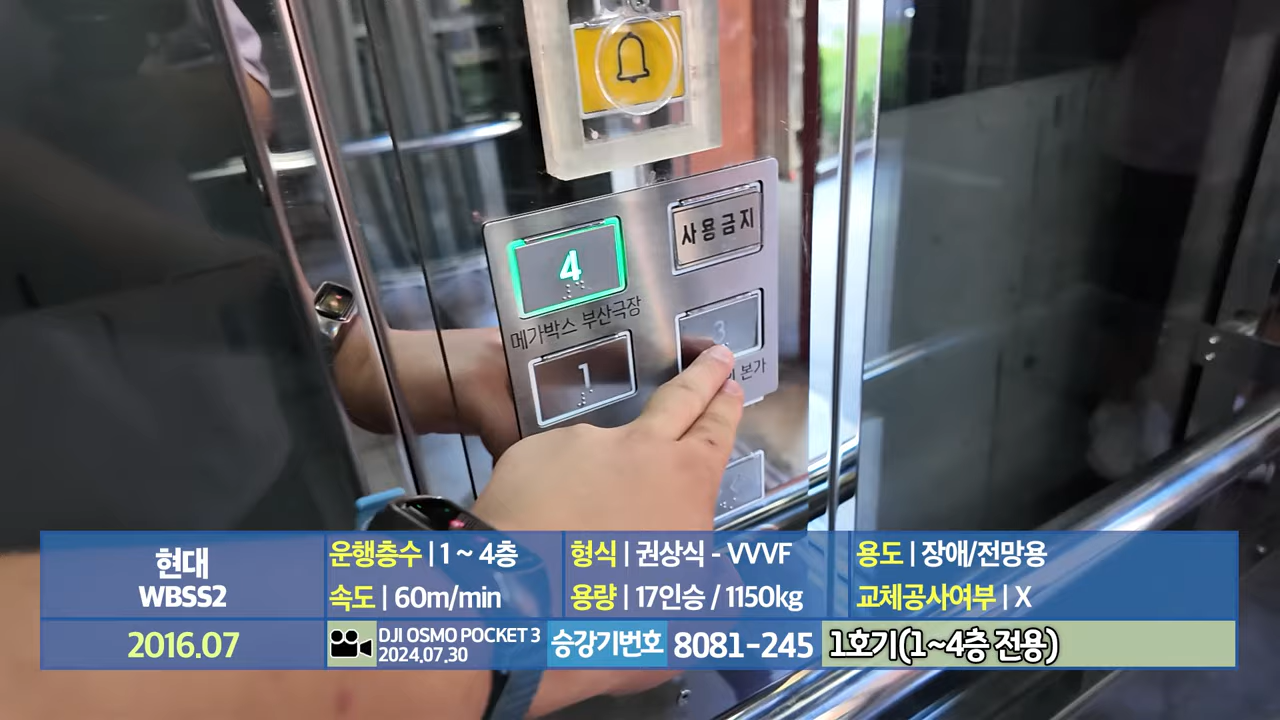 4
사용금지
메가박스 부산극장
3
1
본가
현대
WBSS2
운행층수 | 1 ~ 4층
형식 | 권상식 - VVVF
용도 | 장애/전망용
속도 | 60m/min
용량 | 17인승 / 1150kg
교체공사여부 | X
2016.07
DJI OSMO POCKET 3
2024.07.30
승강기번호
8081-245
1호기(1~4층 전용)